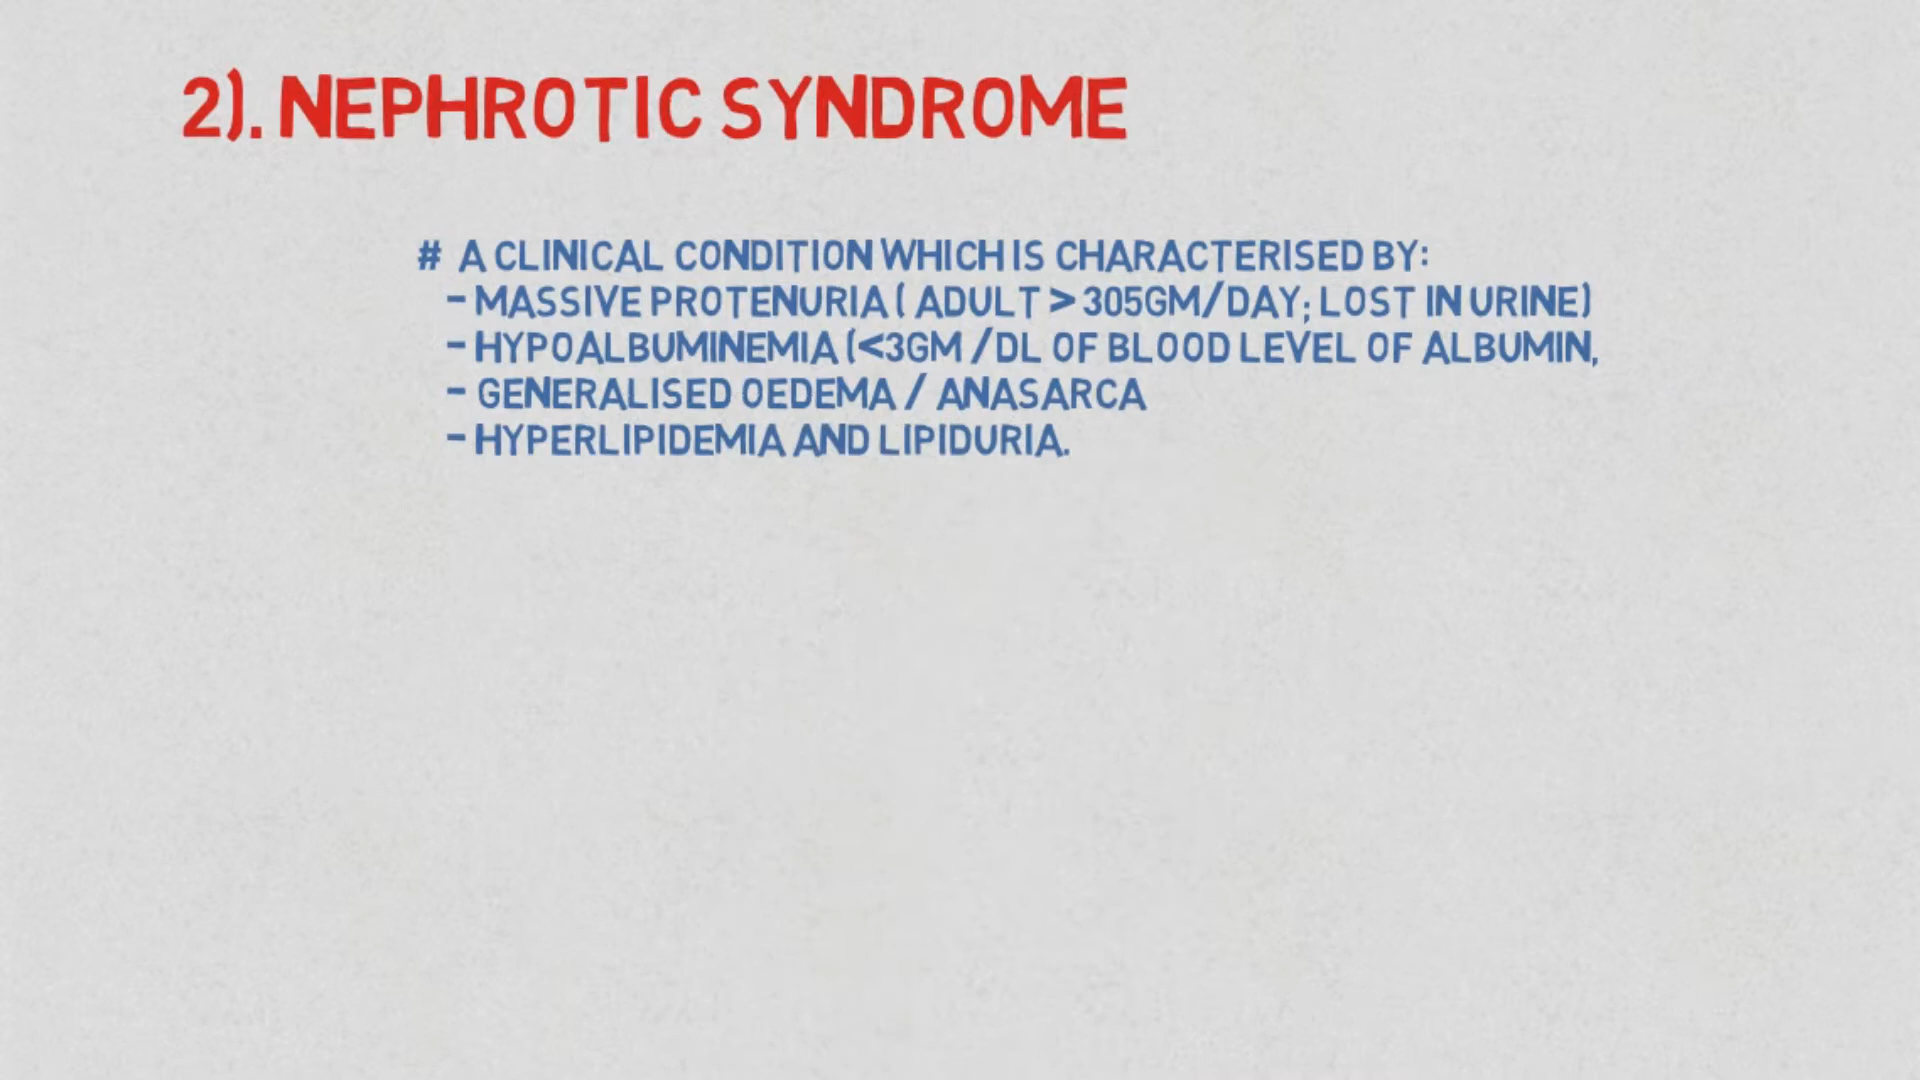 2). NEPHROTIC SYNDROME
# A CLINICAL CONDITION WHICH IS CHARACTERISED BY:
- MASSIVE PROTENURIA ( ADULT > 305GM/DAY; LOST IN URINE)
- HYPOALBUMINEMIA (<3GM /DL OF BLOOD LEVEL OF ALBUMIN,
- GENERALISED OEDEMA / ANASARCA
- HYPERLIPIDEMIA AND LIPIDURIA.